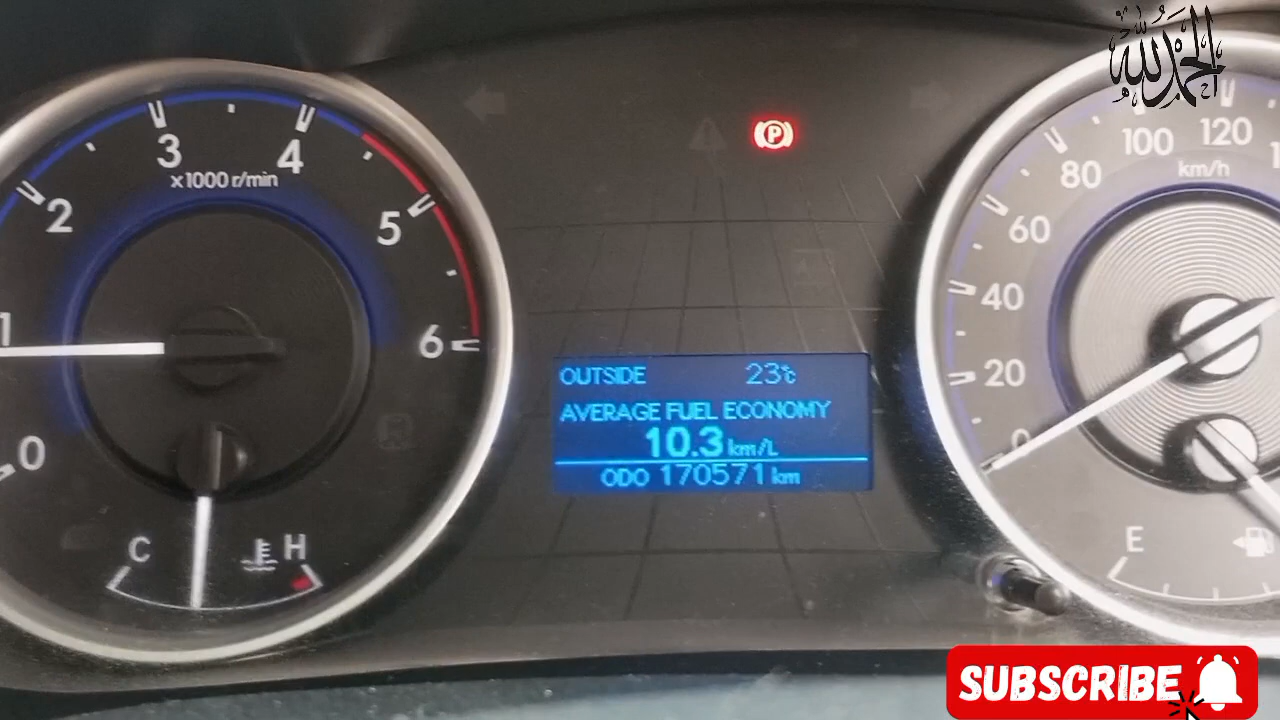 الحمد لله
P
0
1
2
3
4
5
6
x1000 r/min
C
H
OUTSIDE 23℃
AVERAGE FUEL ECONOMY
10.3 km/L
ODO 170571 km
0
20
40
60
80
100
120
km/h
E
SUBSCRIBE